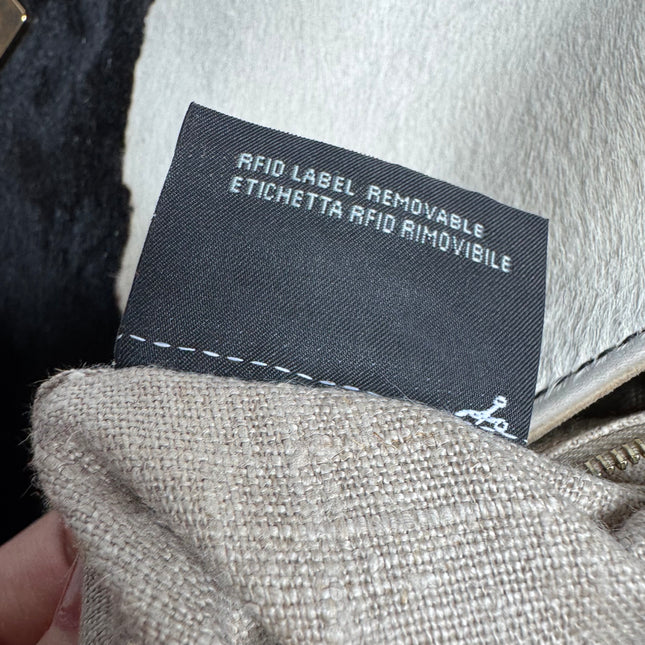 RFID LABEL REMOVABLE
ETICHETTA RFID RIMOVIBILE